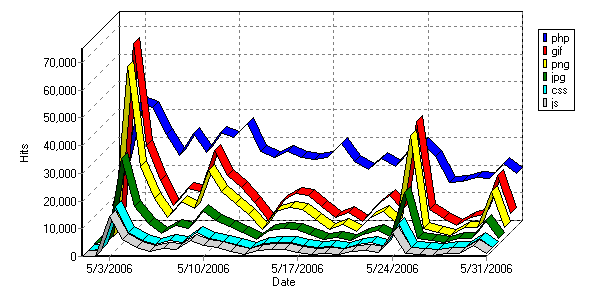 70,000
60,000
50,000
40,000
30,000
20,000
10,000
0
Hits
5/3/2006 5/10/2006 5/17/2006 5/24/2006 5/31/2006
Date
php
gif
png
jpg
css
js